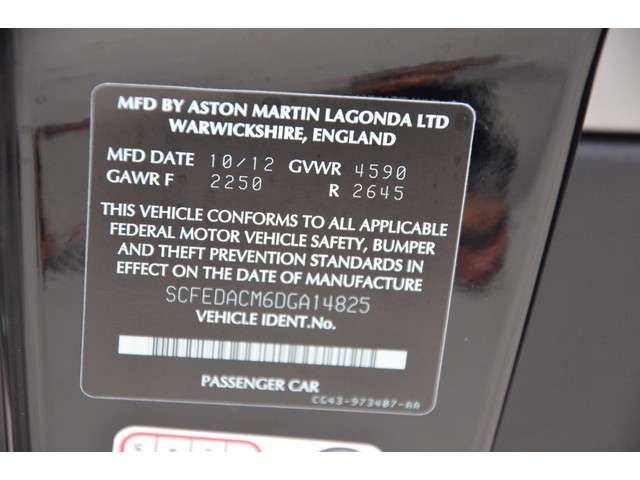 MFD BY ASTON MARTIN LAGONDA LTD
WARWICKSHIRE, ENGLAND
MFD DATE 10/12 GVWR 4590
GAWR F 2250 R 2645
THIS VEHICLE CONFORMS TO ALL APPLICABLE
FEDERAL MOTOR VEHICLE SAFETY, BUMPER
AND THEFT PREVENTION STANDARDS IN
EFFECT ON THE DATE OF MANUFACTURE
SCFEDACM6DGA14825
VEHICLE IDENT.No.
PASSENGER CAR
CG43-973407-AA